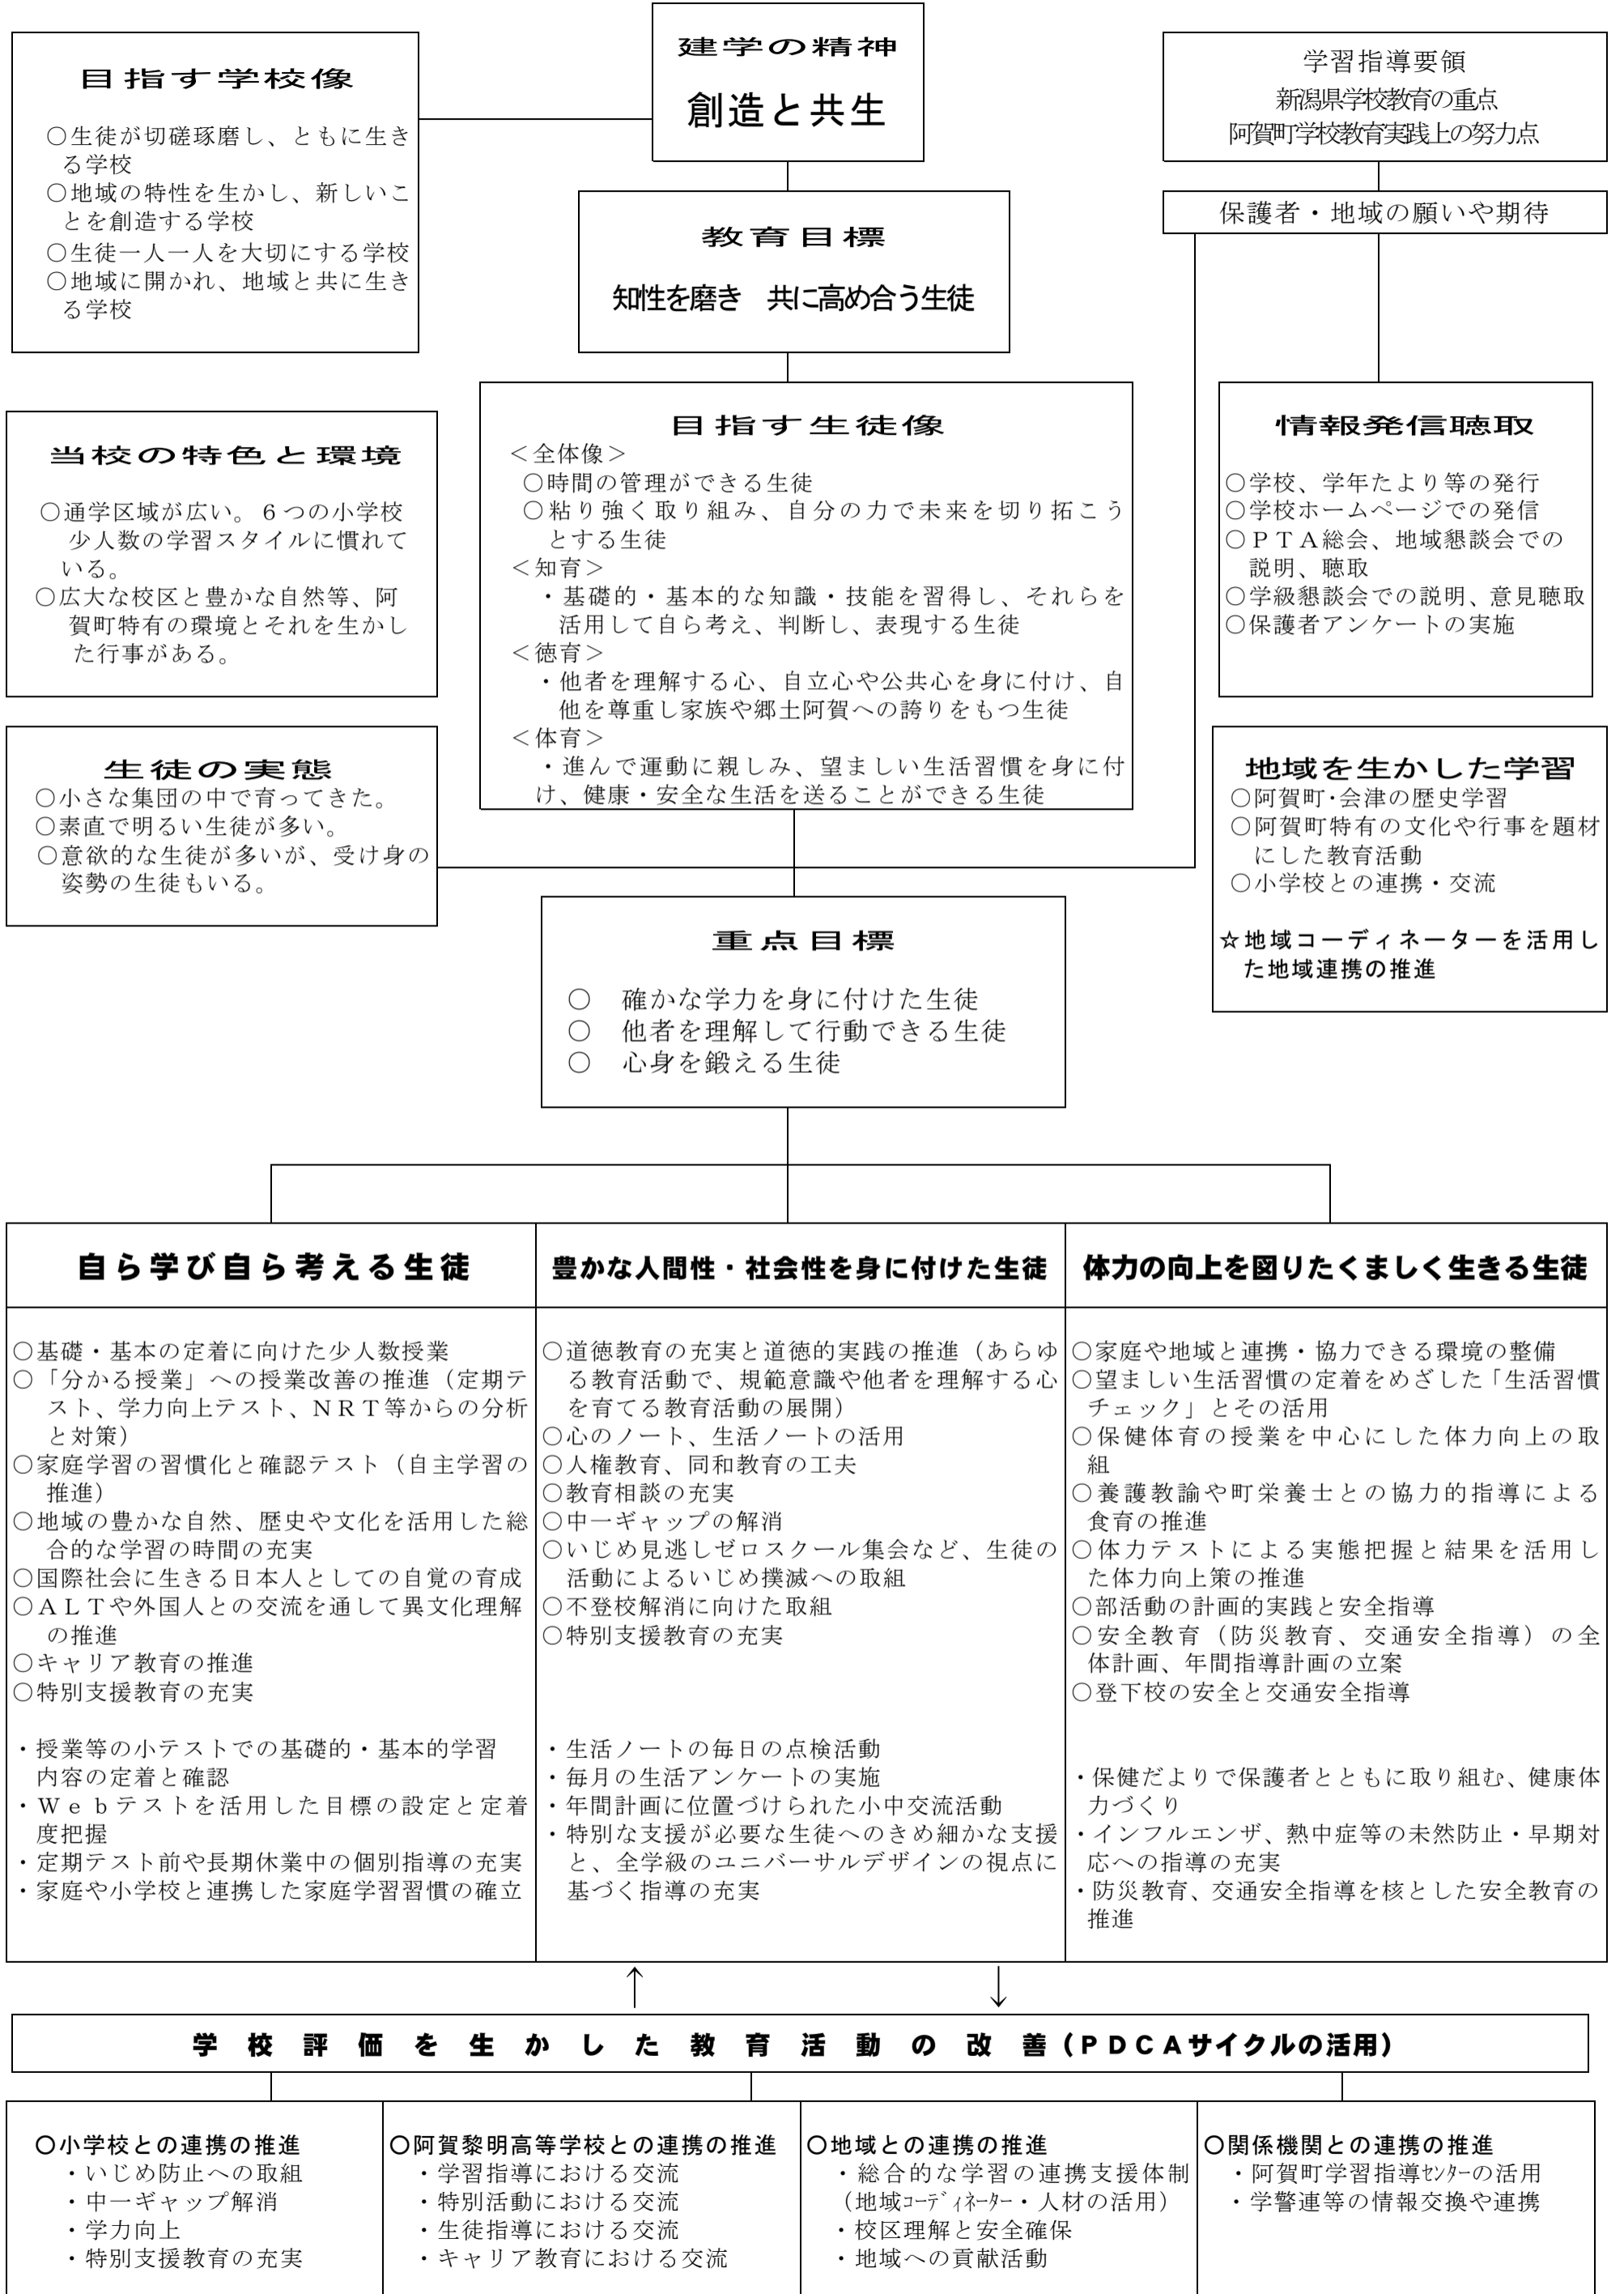 建学の精神
創造と共生
目指す学校像
○生徒が切磋琢磨し、ともに生き
る学校
○地域の特性を生かし、新しいこ
とを創造する学校
○生徒一人一人を大切にする学校
○地域に開かれ、地域と共に生き
る学校
学習指導要領
新潟県学校教育の重点
阿賀町学校教育実践上の努力点
保護者・地域の願いや期待
教育目標
知性を磨き　共に高め合う生徒
当校の特色と環境
○通学区域が広い。６つの小学校
少人数の学習スタイルに慣れて
いる。
○広大な校区と豊かな自然等、阿
賀町特有の環境とそれを生かし
た行事がある。
目指す生徒像
＜全体像＞
○時間の管理ができる生徒
○粘り強く取り組み、自分の力で未来を切り拓こう
とする生徒
＜知育＞
・基礎的・基本的な知識・技能を習得し、それらを
活用して自ら考え、判断し、表現する生徒
＜徳育＞
・他者を理解する心、自立心や公共心を身に付け、自
他を尊重し家族や郷土阿賀への誇りをもつ生徒
＜体育＞
・進んで運動に親しみ、望ましい生活習慣を身に付
け、健康・安全な生活を送ることができる生徒
情報発信聴取
○学校、学年たより等の発行
○学校ホームページでの発信
○ＰＴＡ総会、地域懇談会での
説明、聴取
○学級懇談会での説明、意見聴取
○保護者アンケートの実施
生徒の実態
○小さな集団の中で育ってきた。
○素直で明るい生徒が多い。
○意欲的な生徒が多いが、受け身の
姿勢の生徒もいる。
地域を生かした学習
○阿賀町・会津の歴史学習
○阿賀町特有の文化や行事を題材
にした教育活動
○小学校との連携・交流
☆地域コーディネーターを活用し
た地域連携の推進
重点目標
○　確かな学力を身に付けた生徒
○　他者を理解して行動できる生徒
○　心身を鍛える生徒
自ら学び自ら考える生徒
○基礎・基本の定着に向けた少人数授業
○「分かる授業」への授業改善の推進（定期テ
スト、学力向上テスト、ＮＲＴ等からの分析
と対策）
○家庭学習の習慣化と確認テスト（自主学習の
推進）
○地域の豊かな自然、歴史や文化を活用した総
合的な学習の時間の充実
○国際社会に生きる日本人としての自覚の育成
○ＡＬＴや外国人との交流を通して異文化理解
の推進
○キャリア教育の推進
○特別支援教育の充実
・授業等の小テストでの基礎的・基本的学習
内容の定着と確認
・Ｗｅｂテストを活用した目標の設定と定着
度把握
・定期テスト前や長期休業中の個別指導の充実
・家庭や小学校と連携した家庭学習習慣の確立
豊かな人間性・社会性を身に付けた生徒
○道徳教育の充実と道徳的実践の推進（あらゆ
る教育活動で、規範意識や他者を理解する心
を育てる教育活動の展開）
○心のノート、生活ノートの活用
○人権教育、同和教育の工夫
○教育相談の充実
○中一ギャップの解消
○いじめ見逃しゼロスクール集会など、生徒の
活動によるいじめ撲滅への取組
○不登校解消に向けた取組
○特別支援教育の充実
・生活ノートの毎日の点検活動
・毎月の生活アンケートの実施
・年間計画に位置づけられた小中交流活動
・特別な支援が必要な生徒へのきめ細かな支援
と、全学級のユニバーサルデザインの視点に
基づく指導の充実
体力の向上を図りたくましく生きる生徒
○家庭や地域と連携・協力できる環境の整備
○望ましい生活習慣の定着をめざした「生活習慣
チェック」とその活用
○保健体育の授業を中心にした体力向上の取
組
○養護教諭や町栄養士との協力的指導による
食育の推進
○体力テストによる実態把握と結果を活用し
た体力向上策の推進
○部活動の計画的実践と安全指導
○安全教育（防災教育、交通安全指導）の全
体計画、年間指導計画の立案
○登下校の安全と交通安全指導
・保健だよりで保護者とともに取り組む、健康体
力づくり
・インフルエンザ、熱中症等の未然防止・早期対
応への指導の充実
・防災教育、交通安全指導を核とした安全教育の
推進
↑　↓
学校評価を生かした教育活動の改善（ＰＤＣＡサイクルの活用）
○小学校との連携の推進
・いじめ防止への取組
・中一ギャップ解消
・学力向上
・特別支援教育の充実
○阿賀黎明高等学校との連携の推進
・学習指導における交流
・特別活動における交流
・生徒指導における交流
・キャリア教育における交流
○地域との連携の推進
・総合的な学習の連携支援体制
（地域ｺｰﾃﾞｨﾈｰﾀｰ・人材の活用）
・校区理解と安全確保
・地域への貢献活動
○関係機関との連携の推進
・阿賀町学習指導ｾﾝﾀｰの活用
・学警連等の情報交換や連携